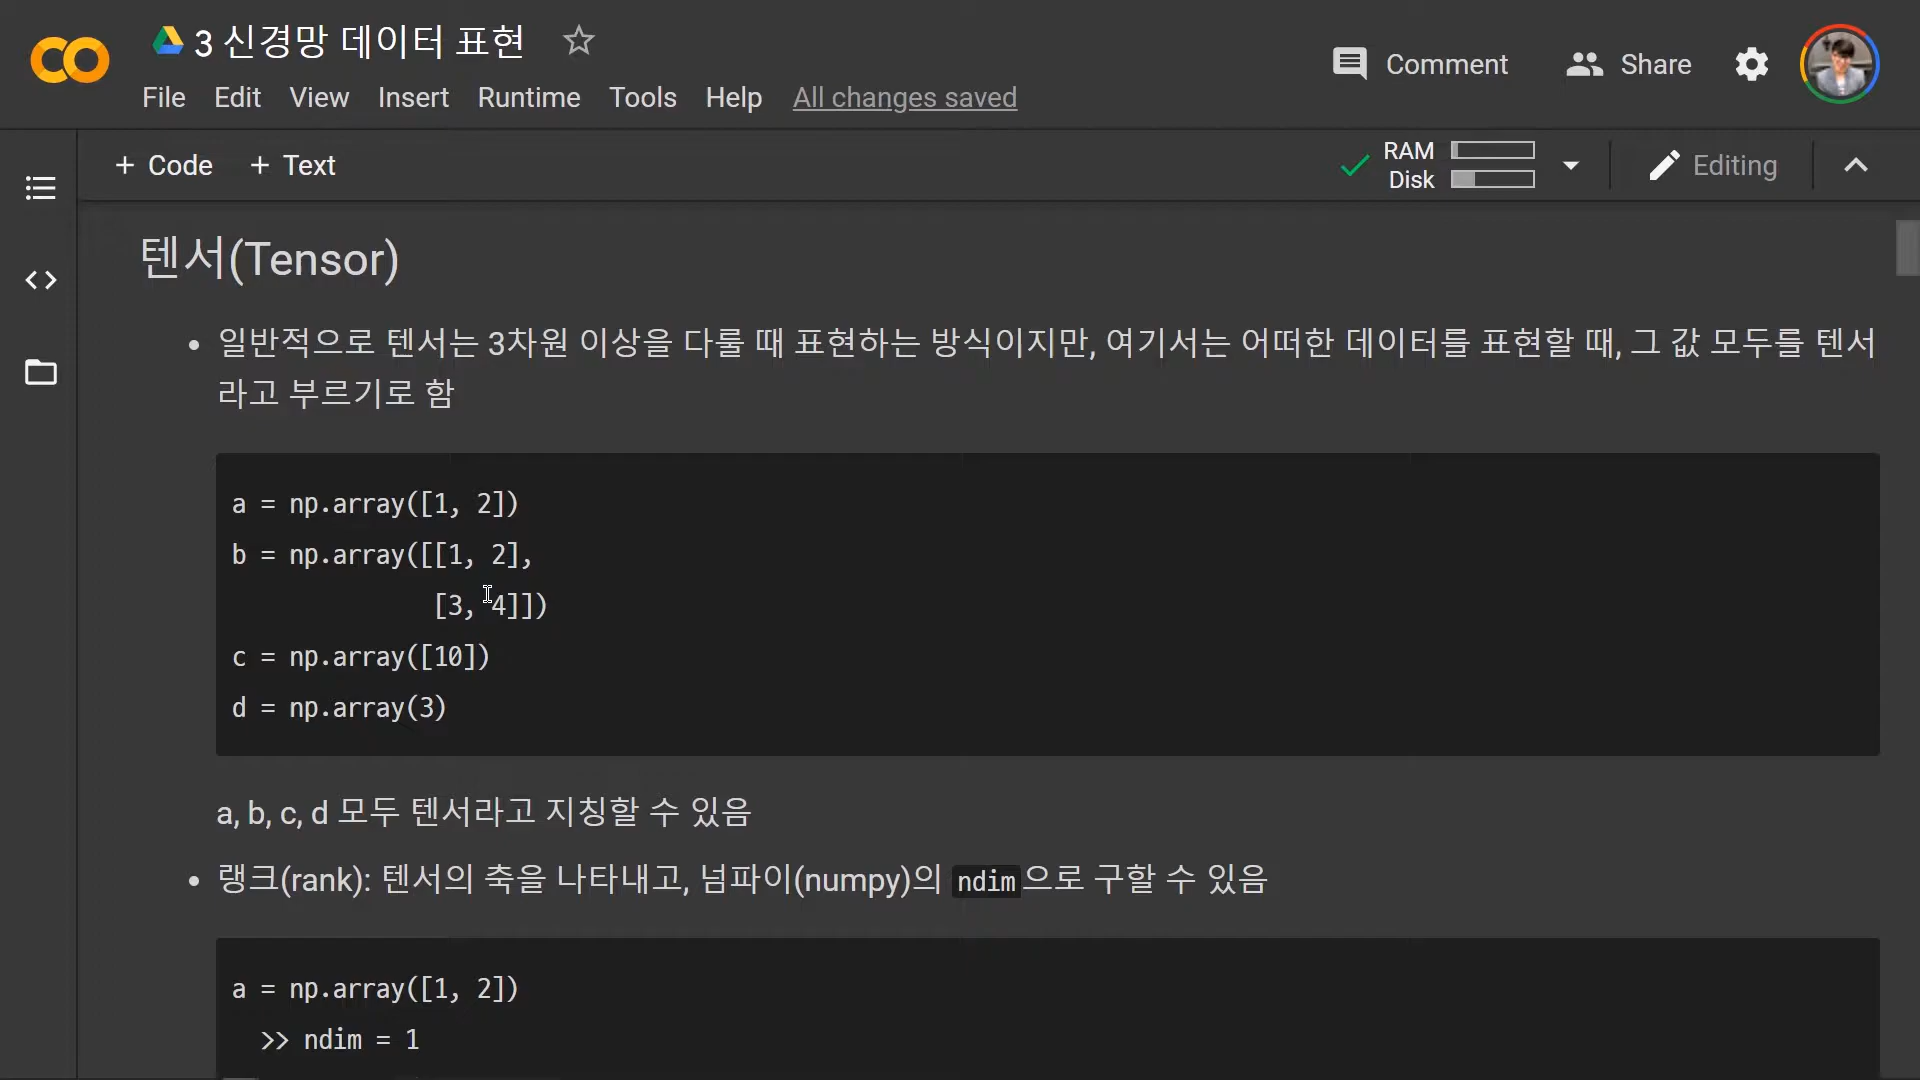 3 신경망 데이터 표현
File Edit View Insert Runtime Tools Help All changes saved
Comment Share
+ Code + Text
RAM
Disk
Editing
텐서(Tensor)
• 일반적으로 텐서는 3차원 이상을 다룰 때 표현하는 방식이지만, 여기서는 어떠한 데이터를 표현할 때, 그 값 모두를 텐서
라고 부르기로 함
a = np.array([1, 2])
b = np.array([[1, 2],
[3, 4]])
c = np.array([10])
d = np.array(3)
a, b, c, d 모두 텐서라고 지칭할 수 있음
• 랭크(rank): 텐서의 축을 나타내고, 넘파이(numpy)의 ndim으로 구할 수 있음
a = np.array([1, 2])
>> ndim = 1